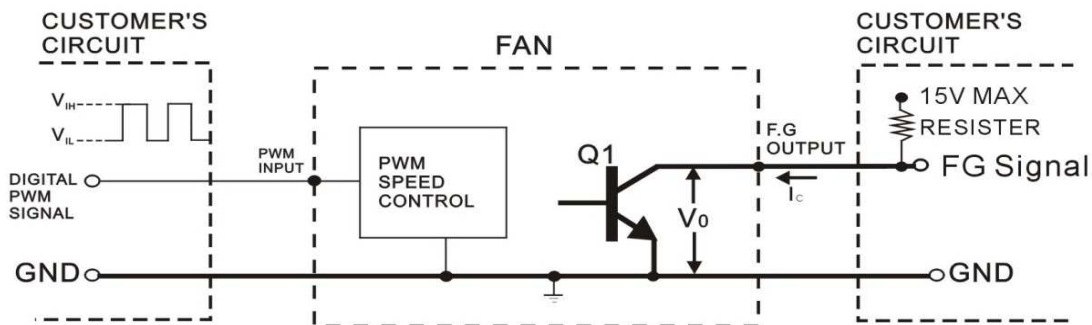 CUSTOMER'S
CIRCUIT
FAN
CUSTOMER'S
CIRCUIT
VIH
VIL
15V MAX
RESISTER
PWM
INPUT
PWM
SPEED
CONTROL
Q1
F.G
OUTPUT
FG Signal
DIGITAL
PWM
SIGNAL
IC
V0
GND
GND